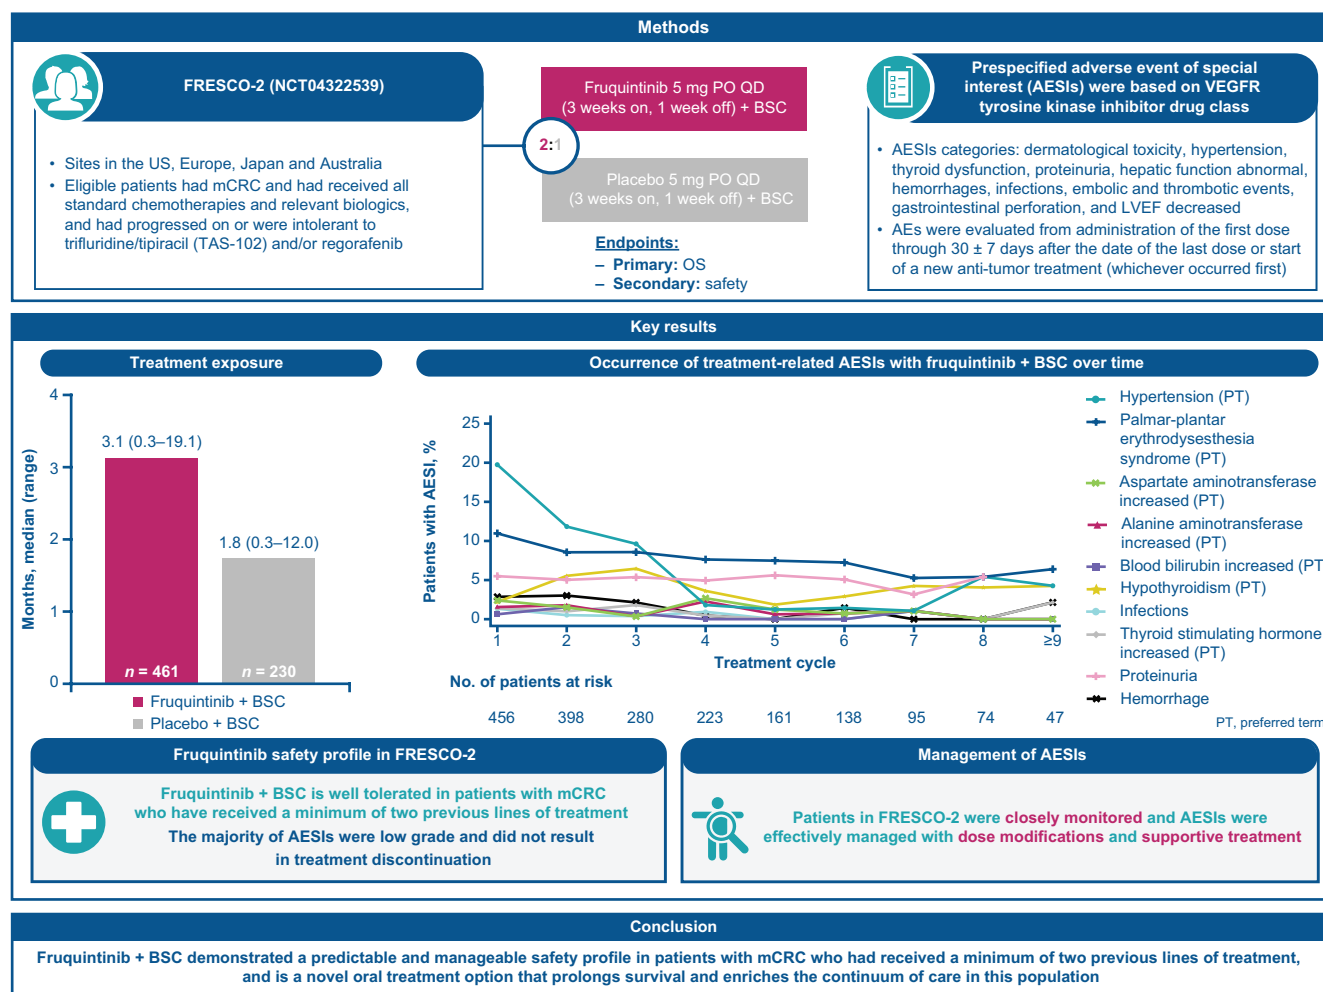 Methods
FRESCO-2 (NCT04322539)
• Sites in the US, Europe, Japan and Australia
• Eligible patients had mCRC and had received all
standard chemotherapies and relevant biologics,
and had progressed on or were intolerant to
trifluridine/tipiracil (TAS-102) and/or regorafenib
2:1
Fruquintinib 5 mg PO QD
(3 weeks on, 1 week off) + BSC
Placebo 5 mg PO QD
(3 weeks on, 1 week off) + BSC
Endpoints:
– Primary: OS
– Secondary: safety
Prespecified adverse event of special
interest (AESIs) were based on VEGFR
tyrosine kinase inhibitor drug class
• AESIs categories: dermatological toxicity, hypertension,
thyroid dysfunction, proteinuria, hepatic function abnormal,
hemorrhages, infections, embolic and thrombotic events,
gastrointestinal perforation, and LVEF decreased
• AEs were evaluated from administration of the first dose
through 30 ± 7 days after the date of the last dose or start
of a new anti-tumor treatment (whichever occurred first)
Key results
Treatment exposure
Months, median (range)
4
3
2
1
0
3.1 (0.3–19.1)
1.8 (0.3–12.0)
n = 461
n = 230
Fruquintinib + BSC
Placebo + BSC
Occurrence of treatment-related AESIs with fruquintinib + BSC over time
Patients with AESI, %
25
20
15
10
5
0
1 2 3 4 5 6 7 8 ≥9
Treatment cycle
No. of patients at risk
456 398 280 223 161 138 95 74 47
Hypertension (PT)
Palmar-plantar
erythrodysesthesia
syndrome (PT)
Aspartate aminotransferase
increased (PT)
Alanine aminotransferase
increased (PT)
Blood bilirubin increased (PT
Hypothyroidism (PT)
Infections
Thyroid stimulating hormone
increased (PT)
Proteinuria
Hemorrhage
PT, preferred term
Fruquintinib safety profile in FRESCO-2
Fruquintinib + BSC is well tolerated in patients with mCRC
who have received a minimum of two previous lines of treatment
The majority of AESIs were low grade and did not result
in treatment discontinuation
Management of AESIs
Patients in FRESCO-2 were closely monitored and AESIs were
effectively managed with dose modifications and supportive treatment
Conclusion
Fruquintinib + BSC demonstrated a predictable and manageable safety profile in patients with mCRC who had received a minimum of two previous lines of treatment,
and is a novel oral treatment option that prolongs survival and enriches the continuum of care in this population